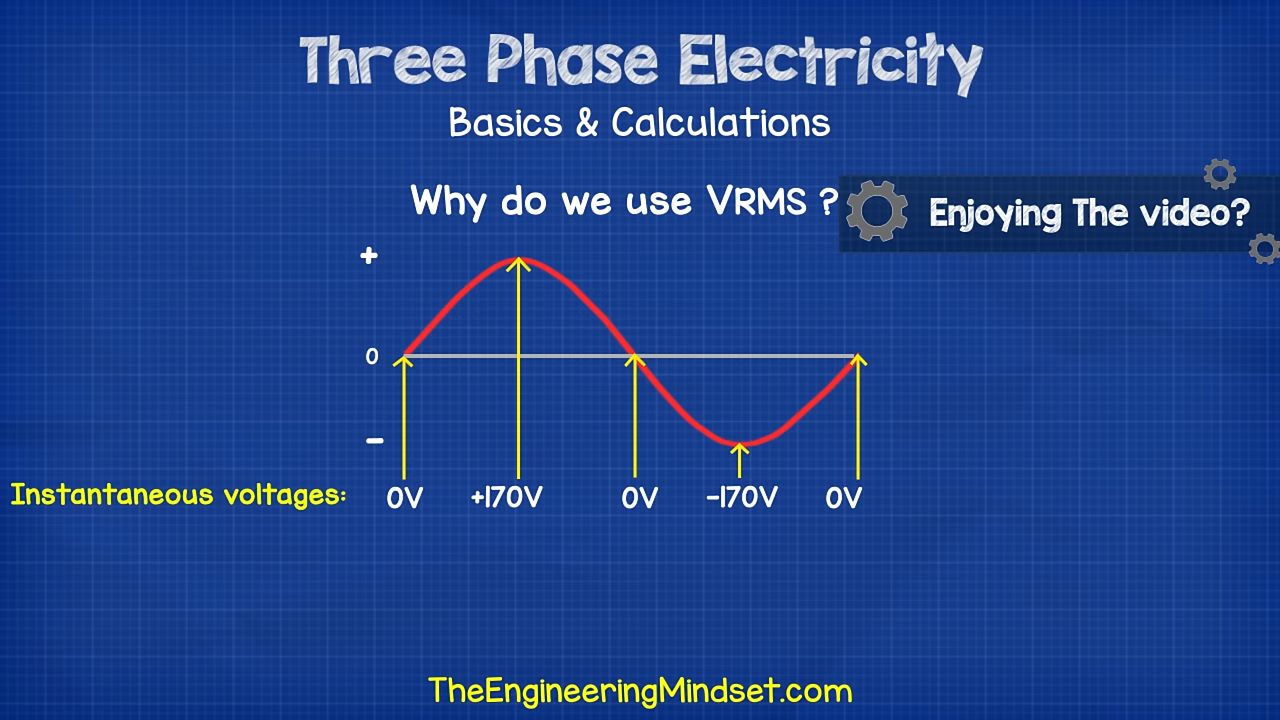 Three Phase Electricity
Basics & Calculations
Why do we use VRMS ?
Enjoying The video?
+
0
-
Instantaneous voltages: 0V +170V 0V -170V 0V
TheEngineeringMindset.com